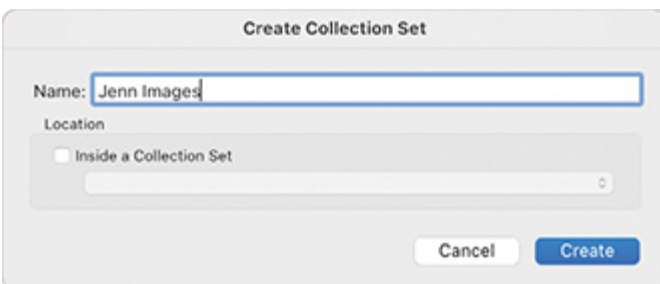 Create Collection Set
Name: Jenn Images
Location
Inside a Collection Set
Cancel Create